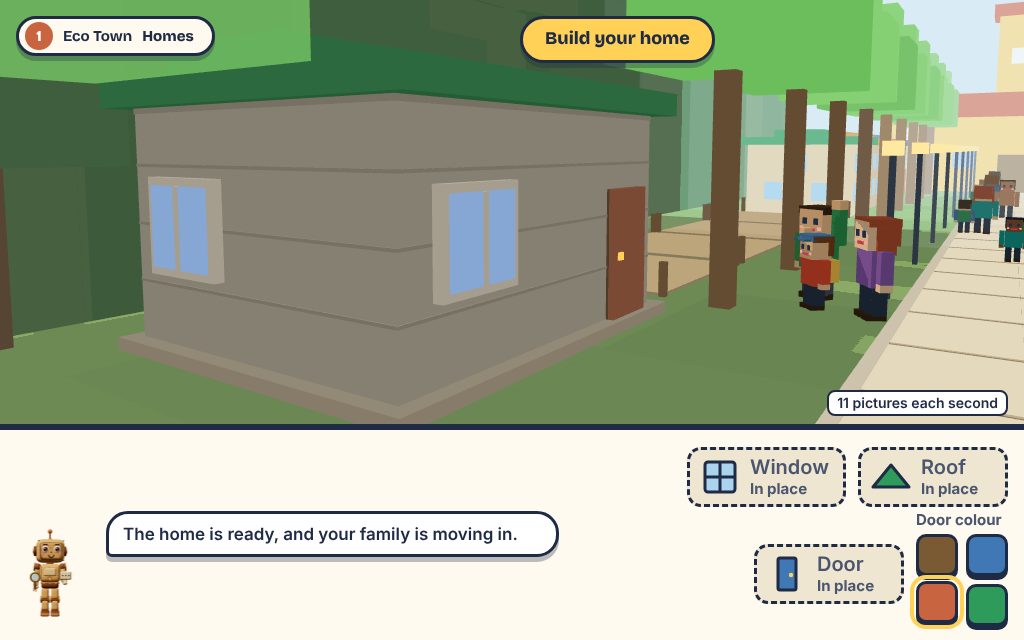 1 Eco Town Homes
Build your home
11 pictures each second
Window
In place
Roof
In place
The home is ready, and your family is moving in.
Door colour
Door
In place